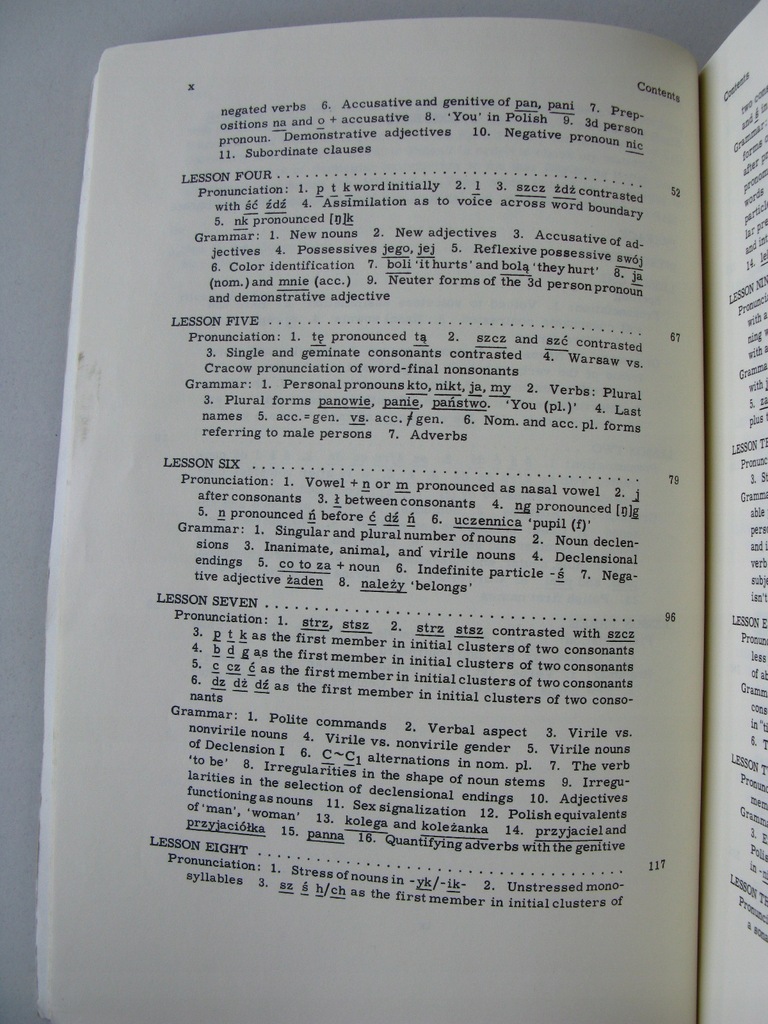 x Contents
negated verbs 6. Accusative and genitive of pan, pani 7. Prep-
ositions na and o + accusative 8. 'You' in Polish 9. 3d person
pronoun. Demonstrative adjectives 10. Negative pronoun nic
11. Subordinate clauses
LESSON FOUR . . . . . . . . . . . . . . . . . . . . . . . . . . . . . . . . . . . 52
Pronunciation: 1. p t k word initially 2. l 3. szcz żdż contrasted
with ść źdź 4. Assimilation as to voice across word boundary
5. nk pronounced [ŋ]k
Grammar: 1. New nouns 2. New adjectives 3. Accusative of ad-
jectives 4. Possessives jego, jej 5. Reflexive possessive swój
6. Color identification 7. boli 'it hurts' and bolą 'they hurt' 8. ja
(nom.) and mnie (acc.) 9. Neuter forms of the 3d person pronoun
and demonstrative adjective
LESSON FIVE . . . . . . . . . . . . . . . . . . . . . . . . . . . . . . . . . . . 67
Pronunciation: 1. tę pronounced tą 2. szcz and szć contrasted
3. Single and geminate consonants contrasted 4. Warsaw vs.
Cracow pronunciation of word-final nonsonants
Grammar: 1. Personal pronouns kto, nikt, ja, my 2. Verbs: Plural
3. Plural forms panowie, panie, państwo. 'You (pl.)' 4. Last
names 5. acc. = gen. vs. acc. ≠ gen. 6. Nom. and acc. pl. forms
referring to male persons 7. Adverbs
LESSON SIX . . . . . . . . . . . . . . . . . . . . . . . . . . . . . . . . . . . 79
Pronunciation: 1. Vowel + n or m pronounced as nasal vowel 2. j
after consonants 3. ł between consonants 4. ng pronounced [ŋ]g
5. n pronounced ń before ć dź ń 6. uczennica 'pupil (f)'
Grammar: 1. Singular and plural number of nouns 2. Noun declen-
sions 3. Inanimate, animal, and virile nouns 4. Declensional
endings 5. co to za + noun 6. Indefinite particle -ś 7. Nega-
tive adjective żaden 8. należy 'belongs'
LESSON SEVEN . . . . . . . . . . . . . . . . . . . . . . . . . . . . . . . . . 96
Pronunciation: 1. strz, stsz 2. strz stsz contrasted with szcz
3. p t k as the first member in initial clusters of two consonants
4. b d g as the first member in initial clusters of two consonants
5. c cz ć as the first member in initial clusters of two consonants
6. dz dż dź as the first member in initial clusters of two conso-
nants
Grammar: 1. Polite commands 2. Verbal aspect 3. Virile vs.
nonvirile nouns 4. Virile vs. nonvirile gender 5. Virile nouns
of Declension I 6. C~C1 alternations in nom. pl. 7. The verb
'to be' 8. Irregularities in the shape of noun stems 9. Irregu-
larities in the selection of declensional endings 10. Adjectives
functioning as nouns 11. Sex signalization 12. Polish equivalents
of 'man', 'woman' 13. kolega and koleżanka 14. przyjaciel and
przyjaciółka 15. panna 16. Quantifying adverbs with the genitive
LESSON EIGHT . . . . . . . . . . . . . . . . . . . . . . . . . . . . . . . . . 117
Pronunciation: 1. Stress of nouns in -yk/-ik- 2. Unstressed mono-
syllables 3. sz ś h/ch as the first member in initial clusters of
Contents